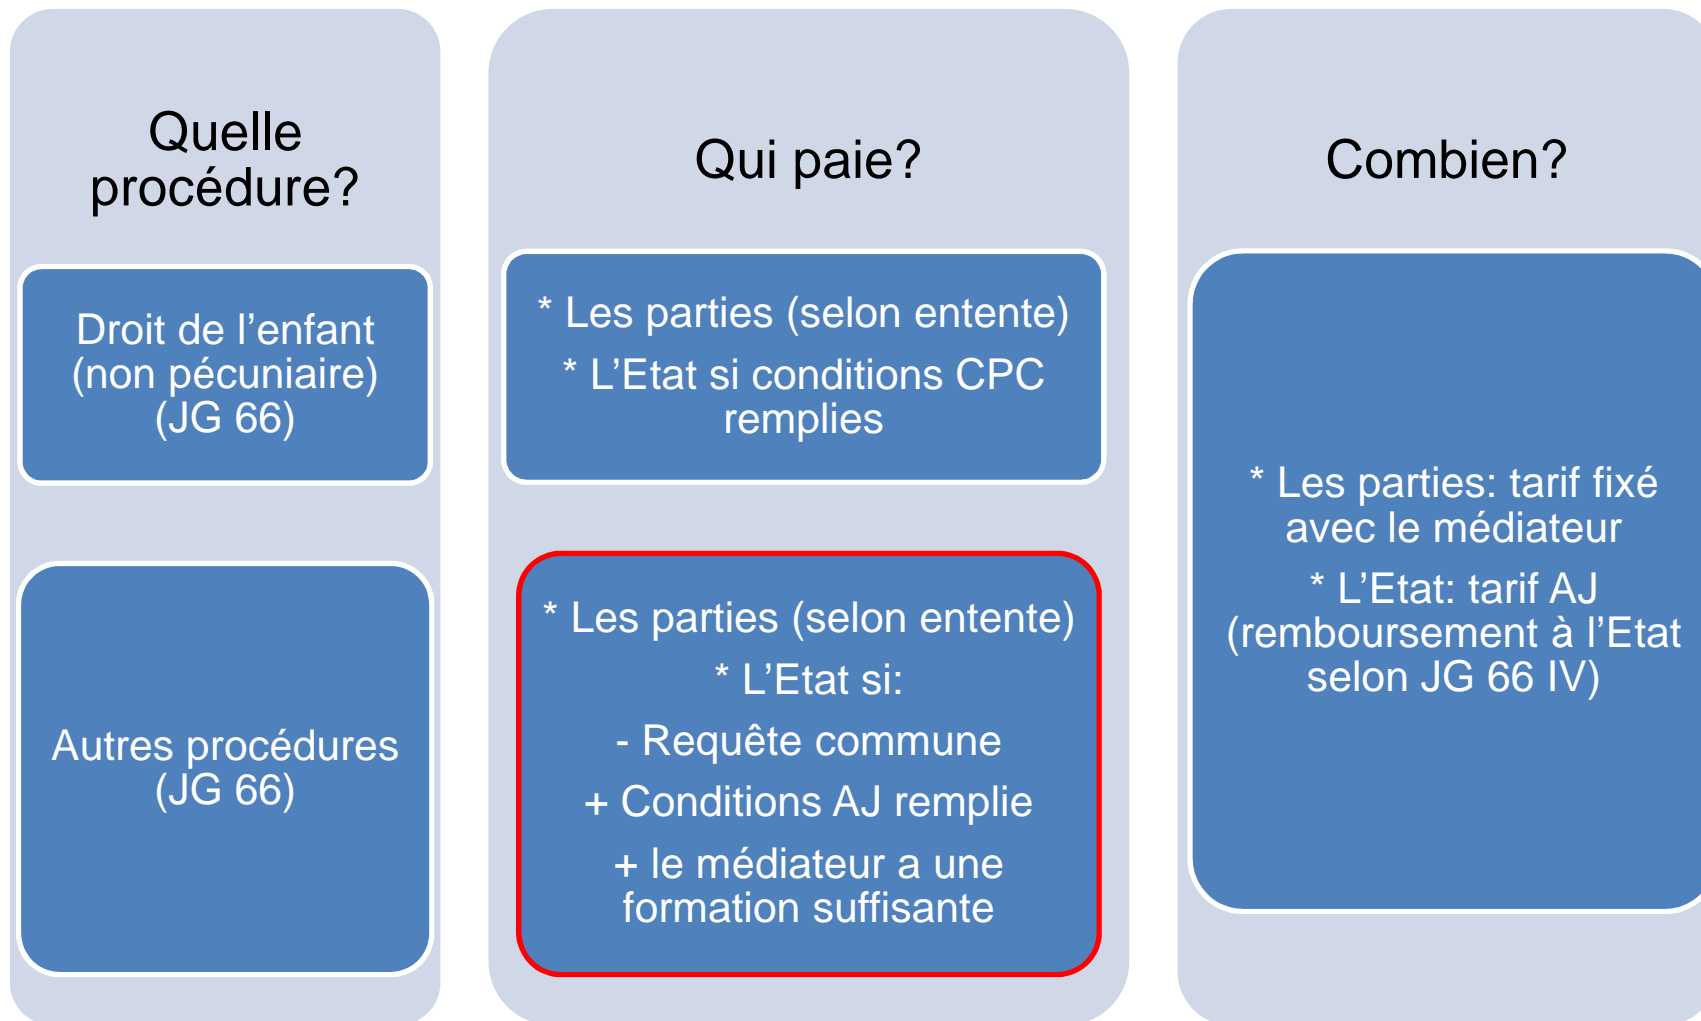 Quelle
procédure?
Droit de l’enfant
(non pécuniaire)
(JG 66)
Autres procédures
(JG 66)
Qui paie?
* Les parties (selon entente)
* L’Etat si conditions CPC
remplies
* Les parties (selon entente)
* L’Etat si:
- Requête commune
+ Conditions AJ remplie
+ le médiateur a une
formation suffisante
Combien?
* Les parties: tarif fixé
avec le médiateur
* L’Etat: tarif AJ
(remboursement à l’Etat
selon JG 66 IV)